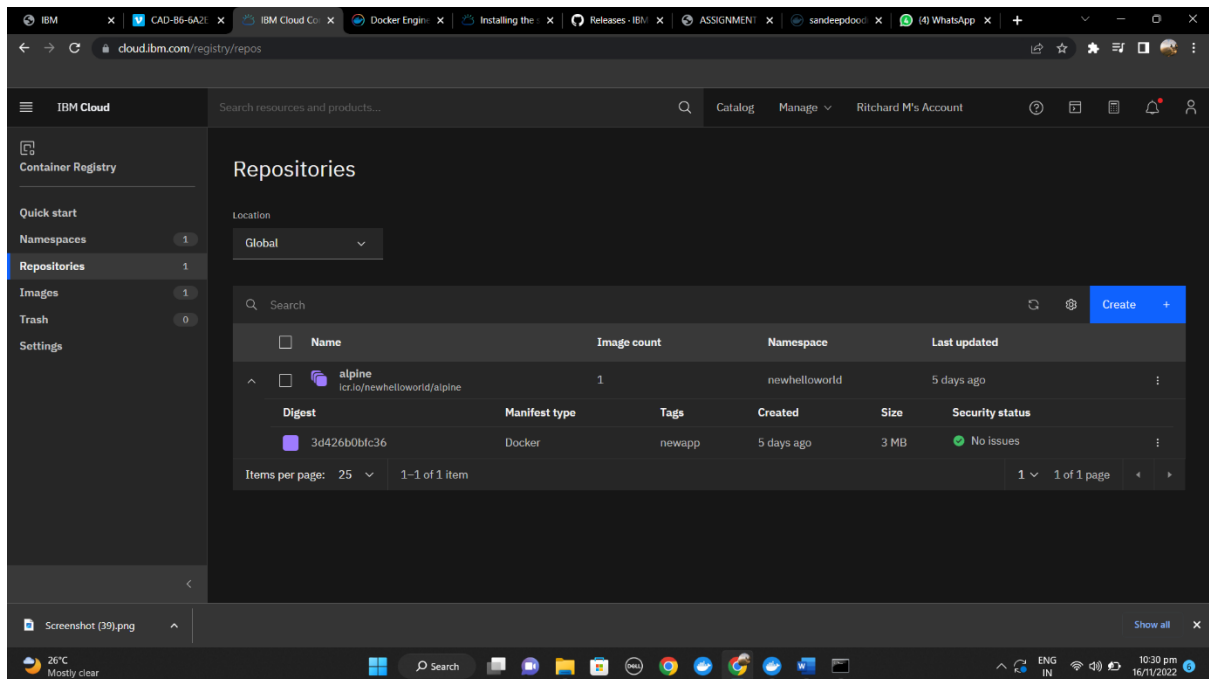 IBM
CAD-B6-6A2E
IBM Cloud Co
Docker Engine
Installing the
Releases · IBM
ASSIGNMENT
sandeepdood
(4) WhatsApp
cloud.ibm.com/registry/repos
IBM Cloud
Search resources and products...
Catalog
Manage
Ritchard M's Account
Container Registry
Quick start
Namespaces 1
Repositories 1
Images 1
Trash 0
Settings
Repositories
Location
Global
Search
Create +
Name Image count Namespace Last updated
alpine 1 newhelloworld 5 days ago
icr.io/newhelloworld/alpine
Digest Manifest type Tags Created Size Security status
3d426b0bfc36 Docker newapp 5 days ago 3 MB No issues
Items per page: 25 1–1 of 1 item 1 1 of 1 page
Screenshot (39).png
Show all
26°C
Mostly clear
Search
DELL
ENG
IN
10:30 pm
16/11/2022
6